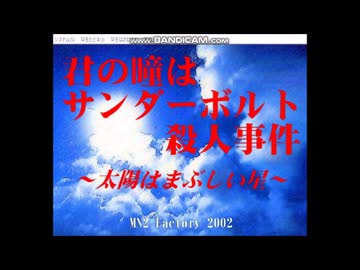 www.BANDICAM.com
君の瞳は
サンダーボルト
殺人事件
～太陽はまぶしい星～
MN2 Factory 2002